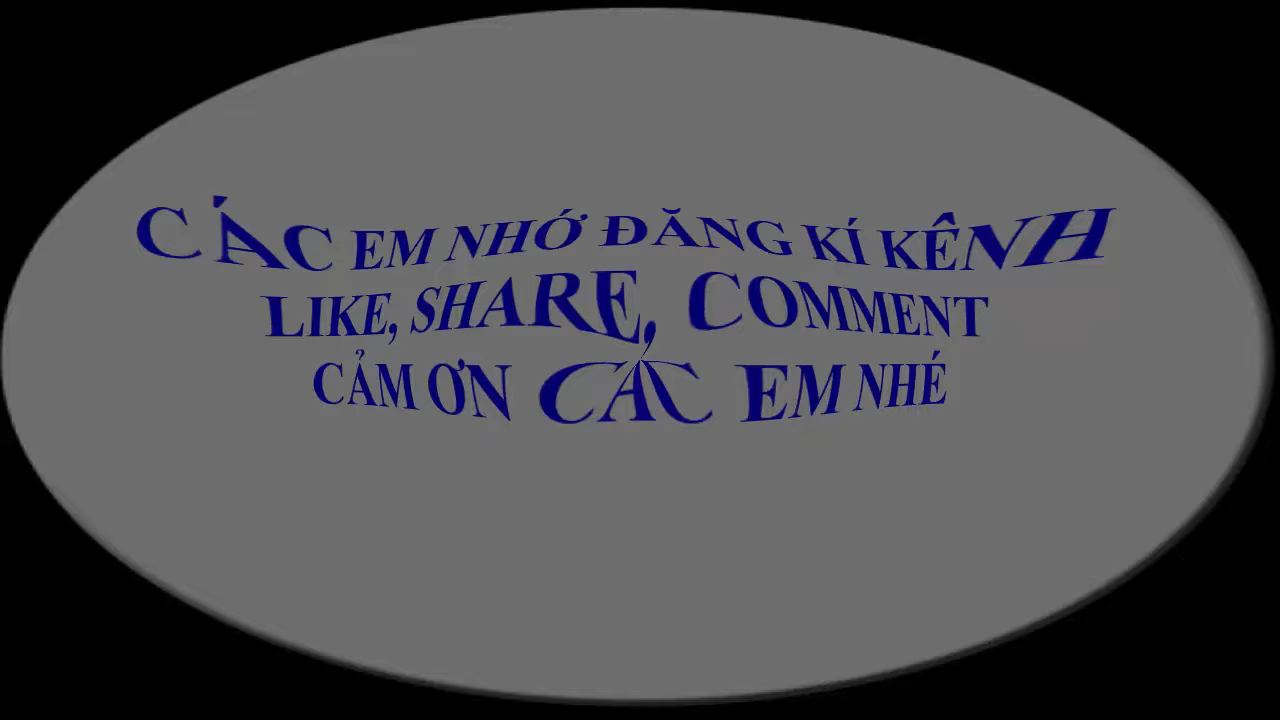 CÁC EM NHỚ ĐĂNG KÍ KÊNH
LIKE, SHARE, COMMENT
CẢM ƠN CÁC EM NHÉ